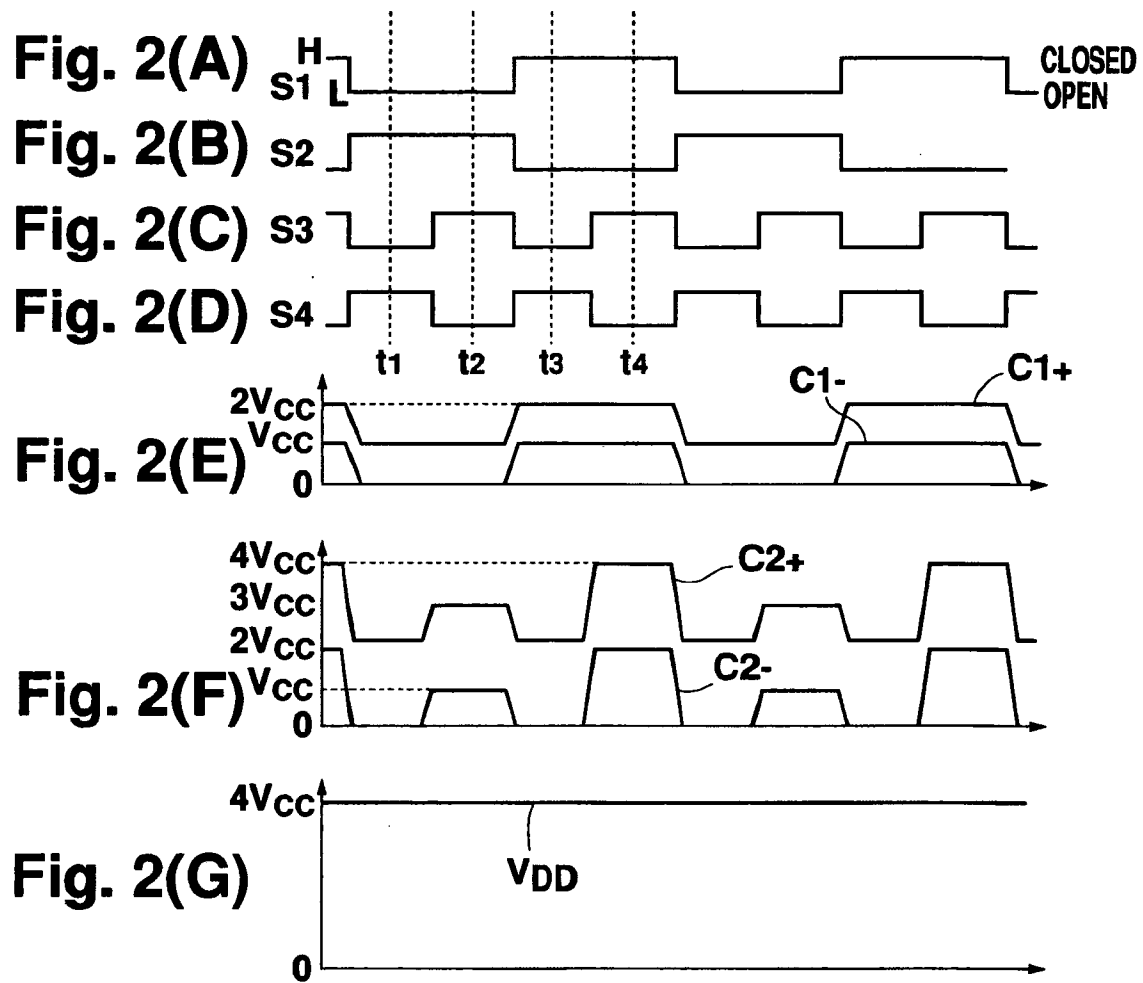 Fig. 2(A) S1 H L CLOSED OPEN
Fig. 2(B) S2
Fig. 2(C) S3
Fig. 2(D) S4
t1 t2 t3 t4
Fig. 2(E) 2VCC VCC 0 C1- C1+
Fig. 2(F) 4VCC 3VCC 2VCC VCC 0 C2+ C2-
Fig. 2(G) 4VCC 0 VDD